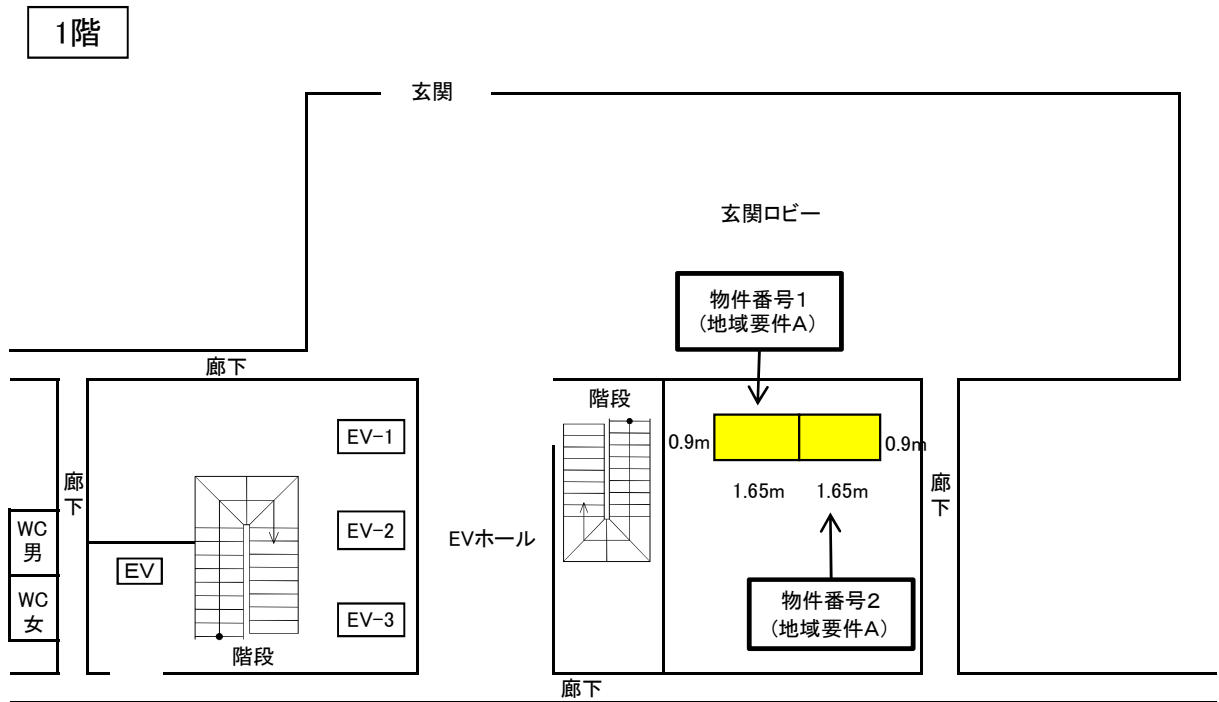 1階
玄関
玄関ロビー
物件番号1
(地域要件A)
廊下
階段
EV-1
0.9m
0.9m
廊
下
1.65m
1.65m
廊
下
WC
男
EV-2
EVホール
EV
WC
女
EV-3
物件番号2
(地域要件A)
階段
廊下